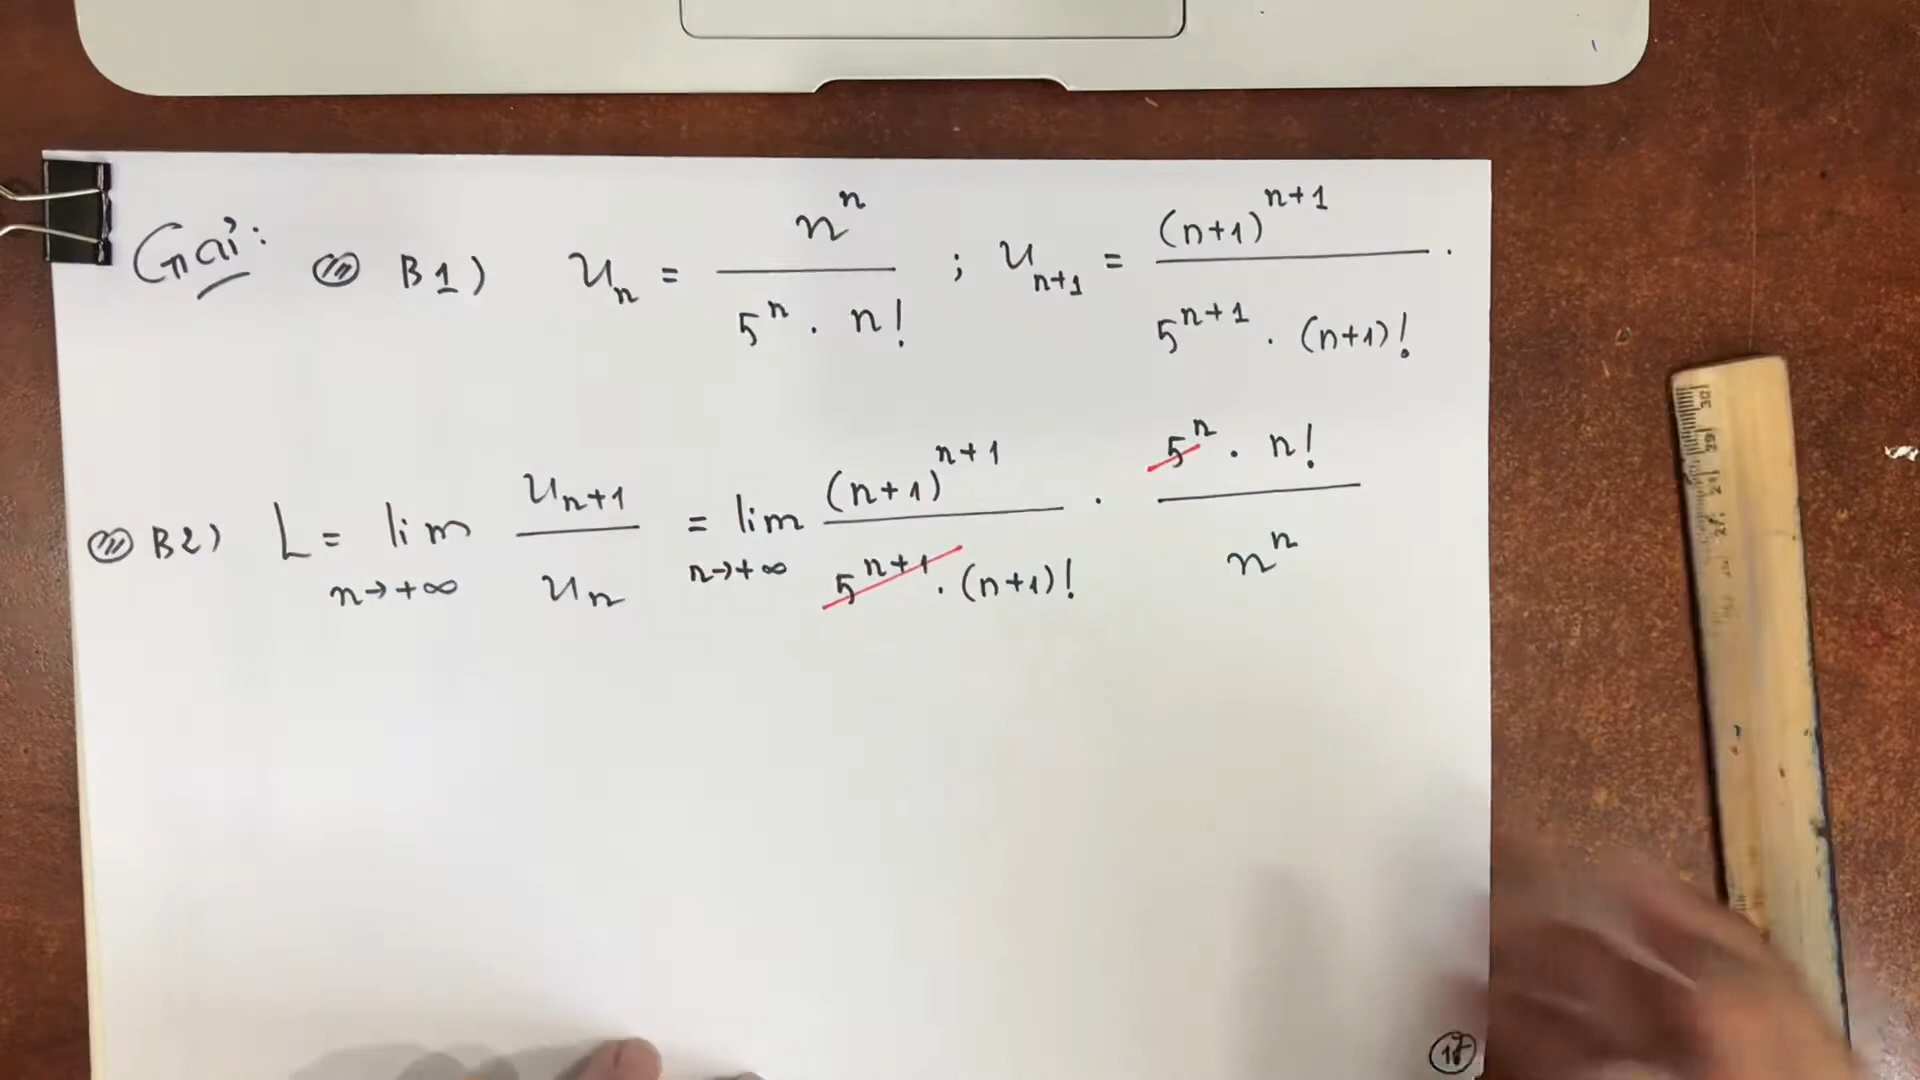 Giải: B1) u_n = n^n / (5^n . n!) ; u_{n+1} = (n+1)^{n+1} / (5^{n+1} . (n+1)!) .
B2) L = lim_{n→+∞} u_{n+1} / u_n = lim_{n→+∞} (n+1)^{n+1} / (5^{n+1} . (n+1)!) . (5^n . n!) / n^n
17